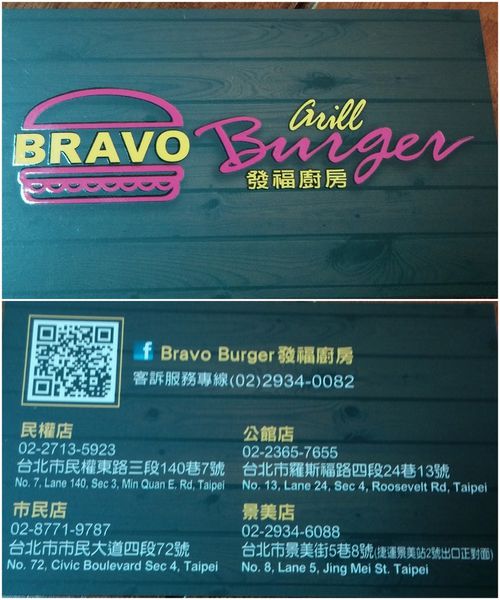 BRAVO
Grill
Burger
發福廚房
f Bravo Burger 發福廚房
客訴服務專線(02)2934-0082
民權店
02-2713-5923
台北市民權東路三段140巷7號
No. 7, Lane 140, Sec 3, Min Quan E. Rd, Taipei
公館店
02-2365-7655
台北市羅斯福路四段24巷13號
No. 13, Lane 24, Sec 4, Roosevelt Rd, Taipei
市民店
02-8771-9787
台北市市民大道四段72號
No. 72, Civic Boulevard Sec 4, Taipei
景美店
02-2934-6088
台北市景美街5巷8號(捷運景美站2號出口正對面)
No. 8, Lane 5, Jing Mei St. Taipei